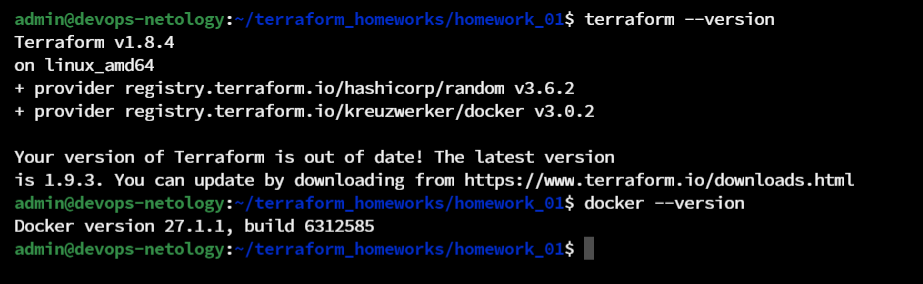 admin@devops-netology:~/terraform_homeworks/homework_01$ terraform --version
Terraform v1.8.4
on linux_amd64
+ provider registry.terraform.io/hashicorp/random v3.6.2
+ provider registry.terraform.io/kreuzwerker/docker v3.0.2
Your version of Terraform is out of date! The latest version
is 1.9.3. You can update by downloading from https://www.terraform.io/downloads.html
admin@devops-netology:~/terraform_homeworks/homework_01$ docker --version
Docker version 27.1.1, build 6312585
admin@devops-netology:~/terraform_homeworks/homework_01$